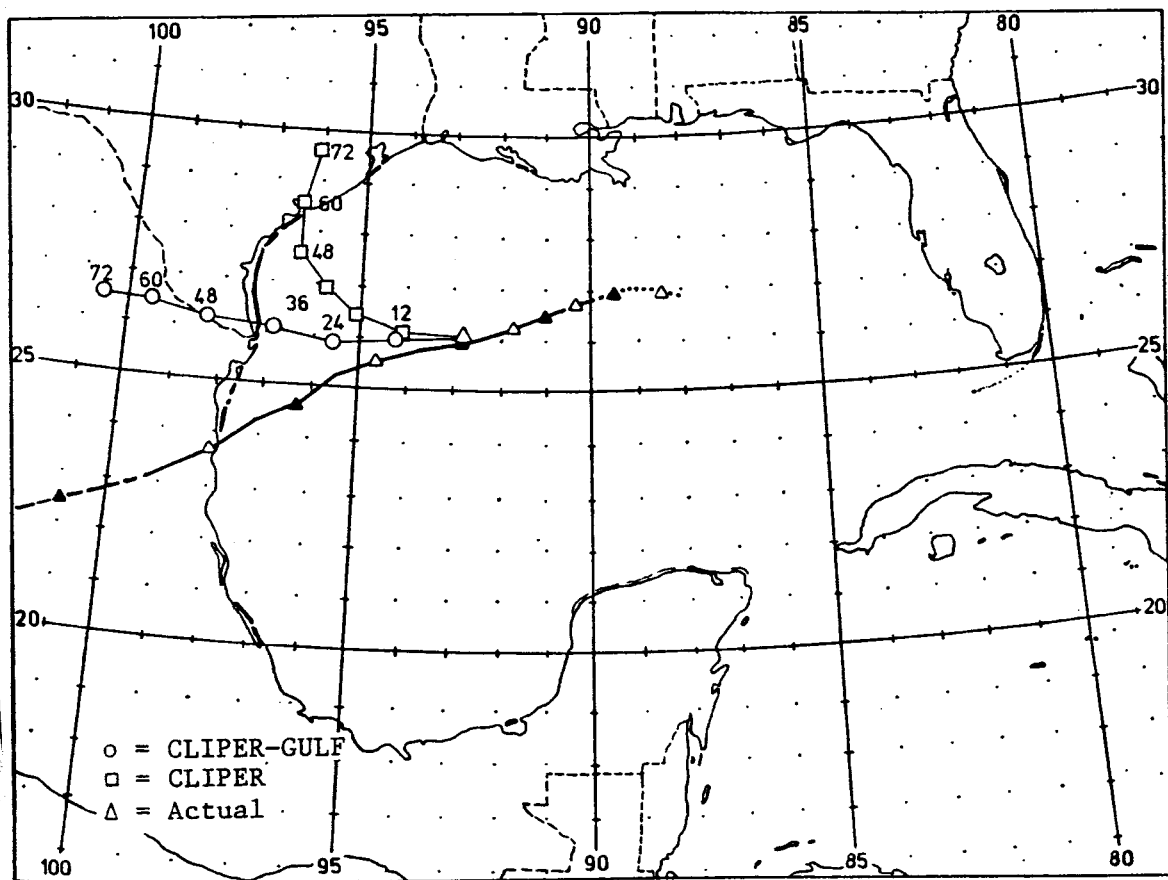 100 95 90 85 80
30 30
72
60
72 60 48 48
36 24 12
25 25
20 20
○ = CLIPER-GULF
□ = CLIPER
△ = Actual
100 95 90 85 80